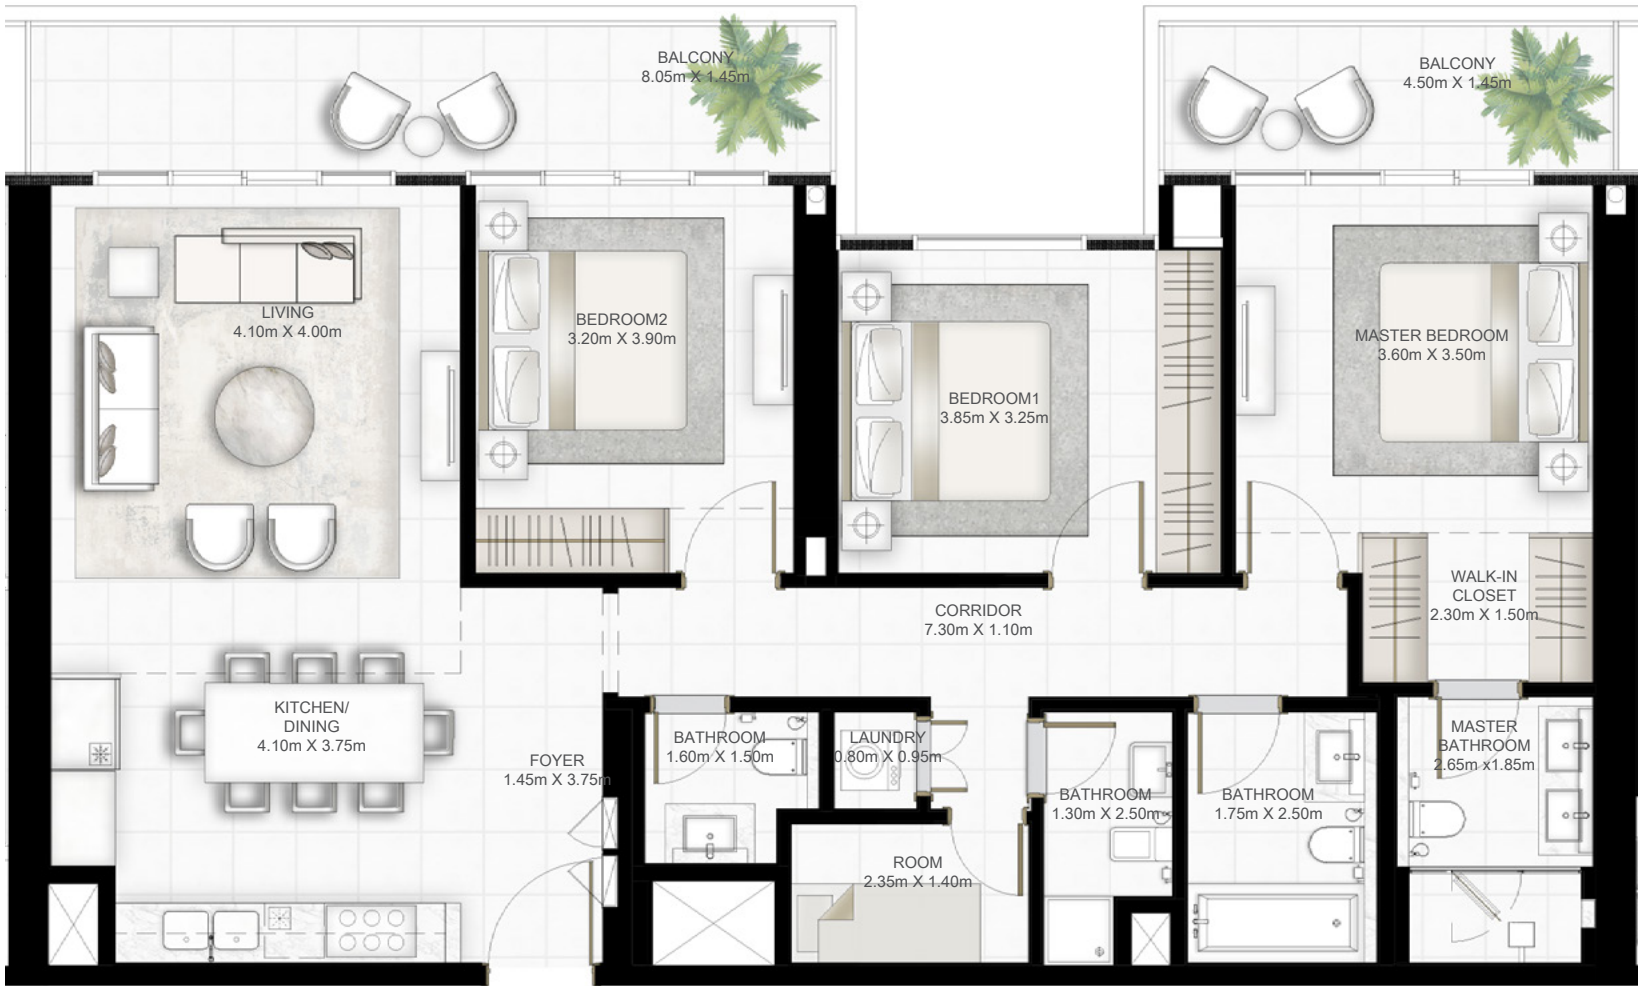 BALCONY
8.05m X 1.45m
BALCONY
4.50m X 1.45m
LIVING
4.10m X 4.00m
BEDROOM2
3.20m X 3.90m
BEDROOM1
3.85m X 3.25m
MASTER BEDROOM
3.60m X 3.50m
WALK-IN
CLOSET
2.30m X 1.50m
CORRIDOR
7.30m X 1.10m
KITCHEN/
DINING
4.10m X 3.75m
FOYER
1.45m X 3.75m
BATHROOM
1.60m X 1.50m
LAUNDRY
0.80m X 0.95m
BATHROOM
1.30m X 2.50m
BATHROOM
1.75m X 2.50m
MASTER
BATHROOM
2.65m x1.85m
ROOM
2.35m X 1.40m